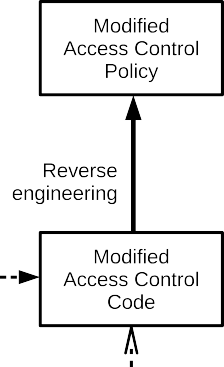 Modified
Access Control
Policy
Reverse
engineering
Modified
Access Control
Code